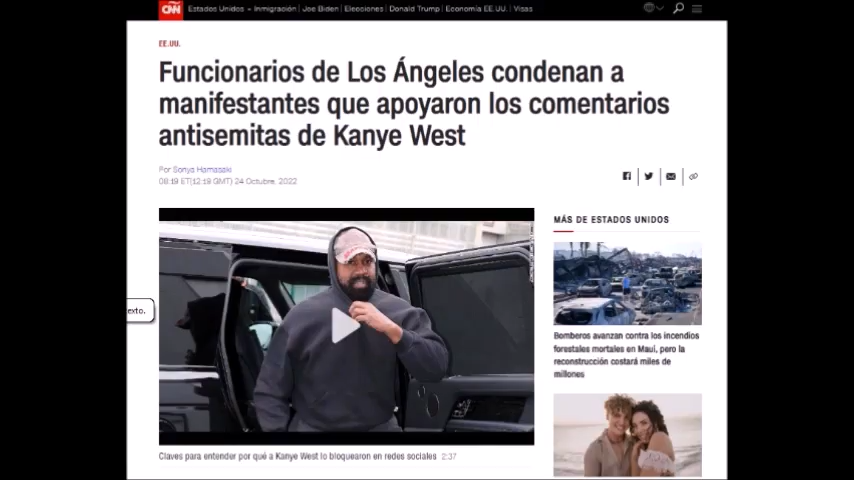 CNN
Estados Unidos – Inmigración | Joe Biden | Elecciones | Donald Trump | Economía EE.UU. | Visas
EE.UU.
Funcionarios de Los Ángeles condenan a
manifestantes que apoyaron los comentarios
antisemitas de Kanye West
Por Sonya Hamasaki
08:19 ET(12:19 GMT) 24 Octubre, 2022
MÁS DE ESTADOS UNIDOS
exto.
Bomberos avanzan contra los incendios
forestales mortales en Maui, pero la
reconstrucción costará miles de
millones
Claves para entender por qué a Kanye West lo bloquearon en redes sociales 2:37